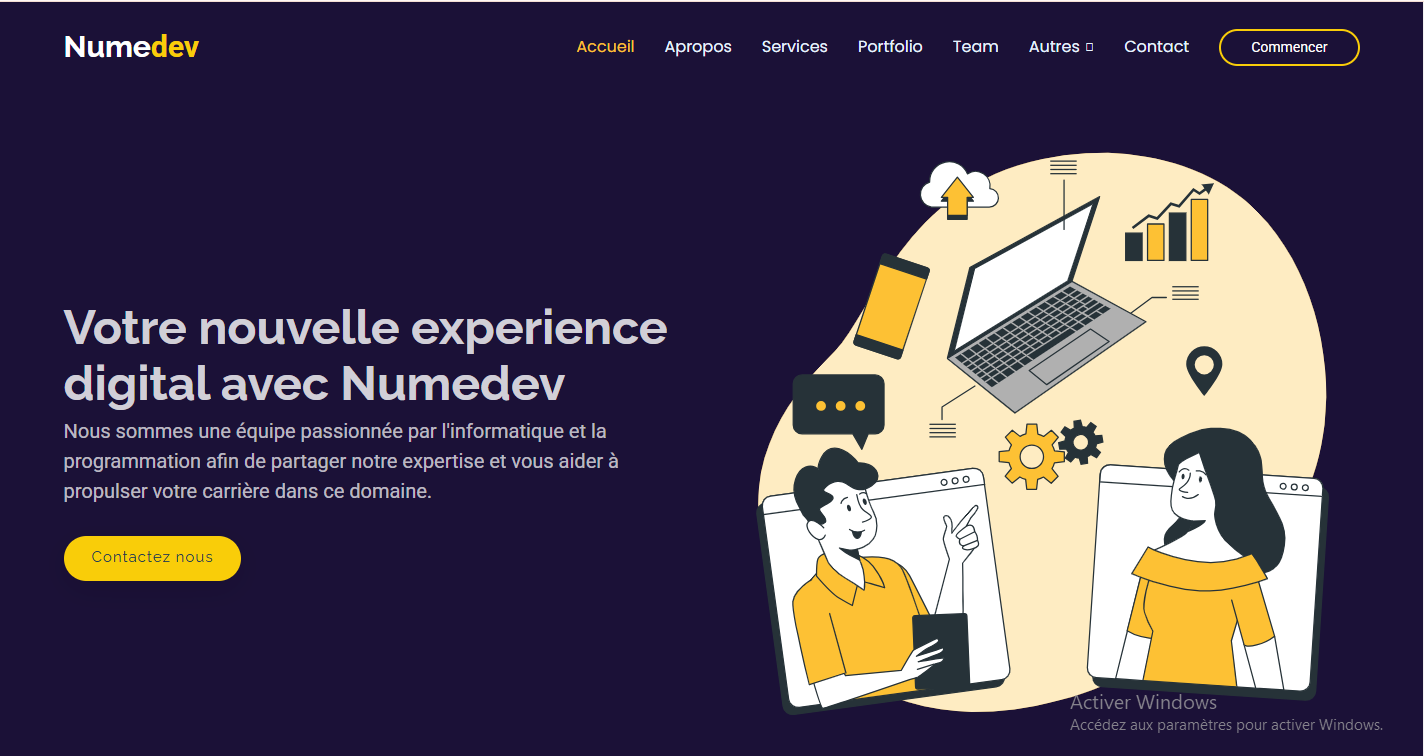 Numedev
Accueil Apropos Services Portfolio Team Autres Contact Commencer
Votre nouvelle experience
digital avec Numedev
Nous sommes une équipe passionnée par l'informatique et la
programmation afin de partager notre expertise et vous aider à
propulser votre carrière dans ce domaine.
Contactez nous
Activer Windows
Accédez aux paramètres pour activer Windows.